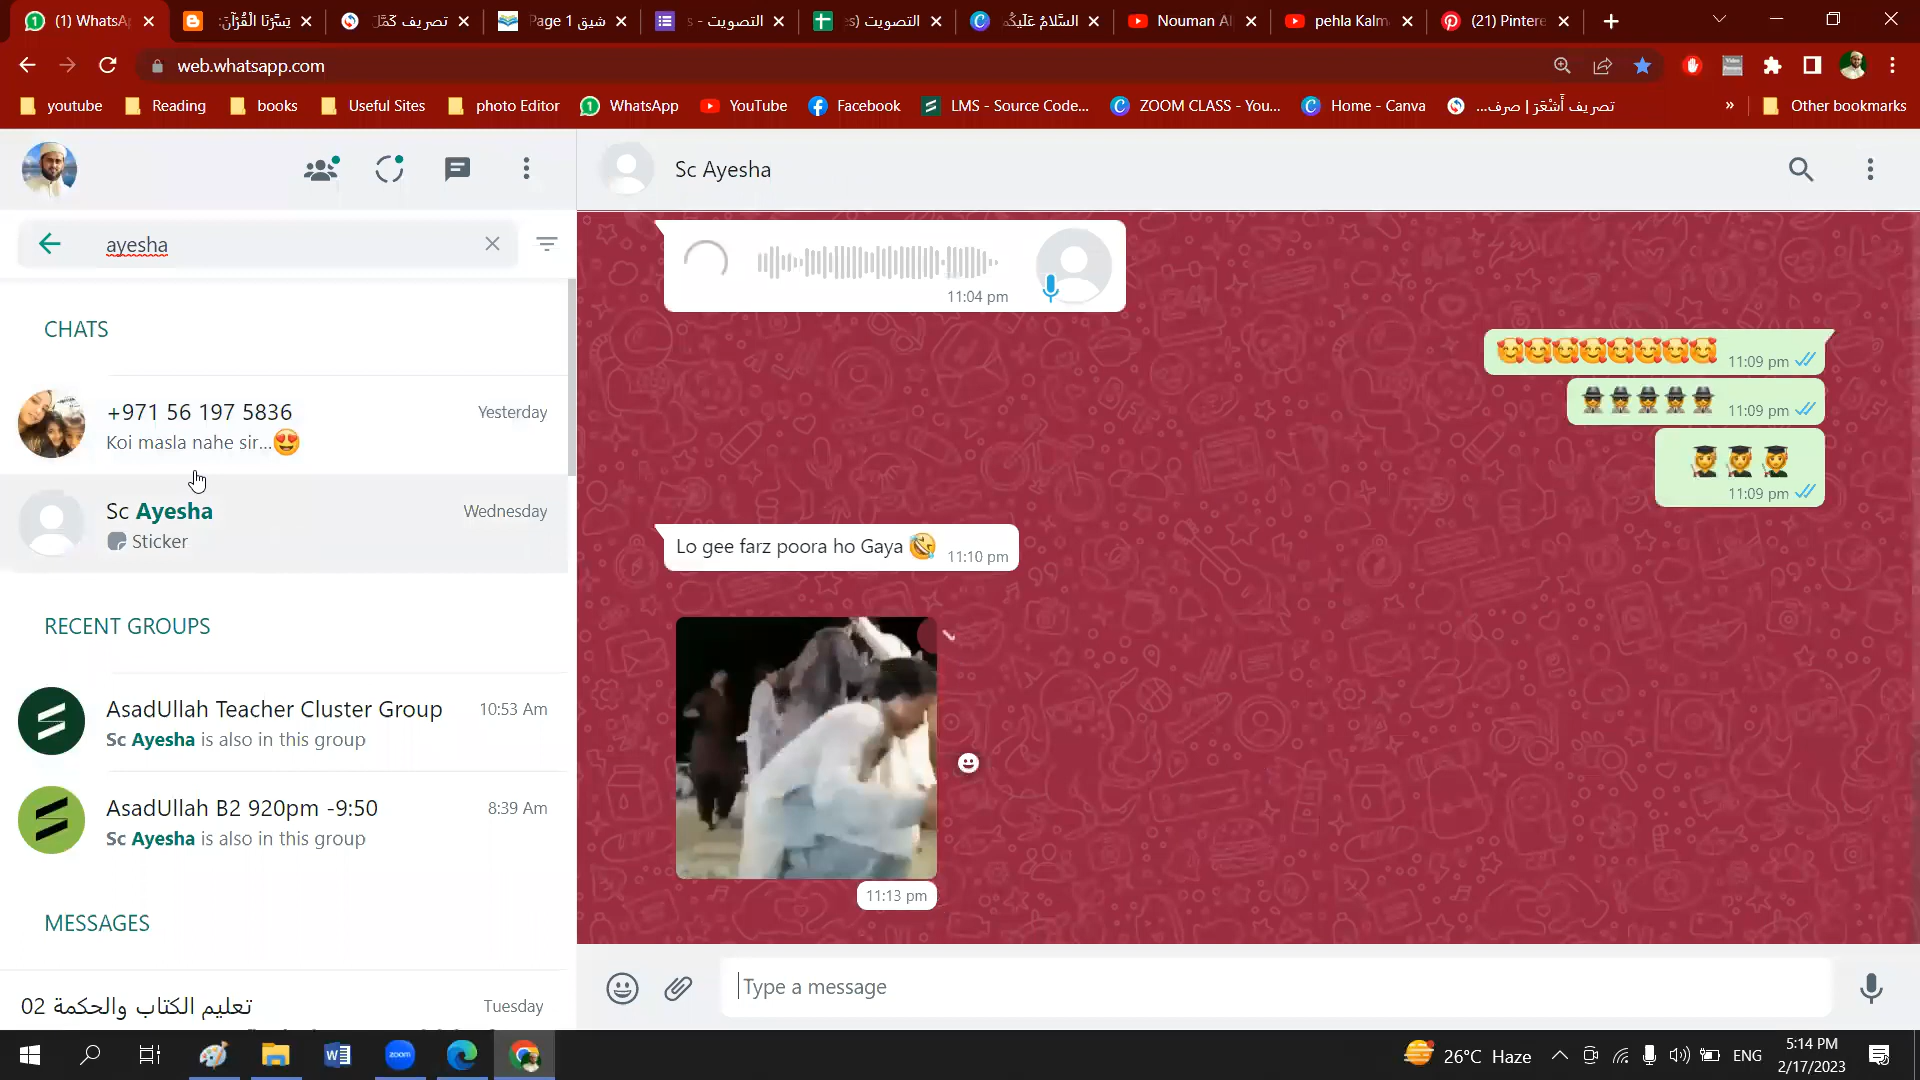 (1) WhatsA
يَسَّرْنَا الْقُرْآنَ:
تصريف كَمَّلَ
Page 1 شيق
التصويت - s
التصويت (es
السَّلامُ عَلَيكُم
Nouman Al
pehla Kalm
(21) Pintere
web.whatsapp.com
youtube
Reading
books
Useful Sites
photo Editor
WhatsApp
YouTube
Facebook
LMS - Source Code...
ZOOM CLASS - You...
Home - Canva
تصريف أَشْعَرَ | صرف...
»
Other bookmarks
ayesha
CHATS
+971 56 197 5836
Yesterday
Koi masla nahe sir...😍
Sc Ayesha
Wednesday
Sticker
RECENT GROUPS
AsadUllah Teacher Cluster Group
10:53 Am
Sc Ayesha is also in this group
AsadUllah B2 920pm -9:50
8:39 Am
Sc Ayesha is also in this group
MESSAGES
تعليم الكتاب والحكمة 02
Tuesday
Sc Ayesha
11:04 pm
🥰🥰🥰🥰🥰🥰🥰🥰 11:09 pm
11:09 pm
11:09 pm
Lo gee farz poora ho Gaya 🤣 11:10 pm
11:13 pm
Type a message
zoom
26°C Haze
ENG
5:14 PM
2/17/2023